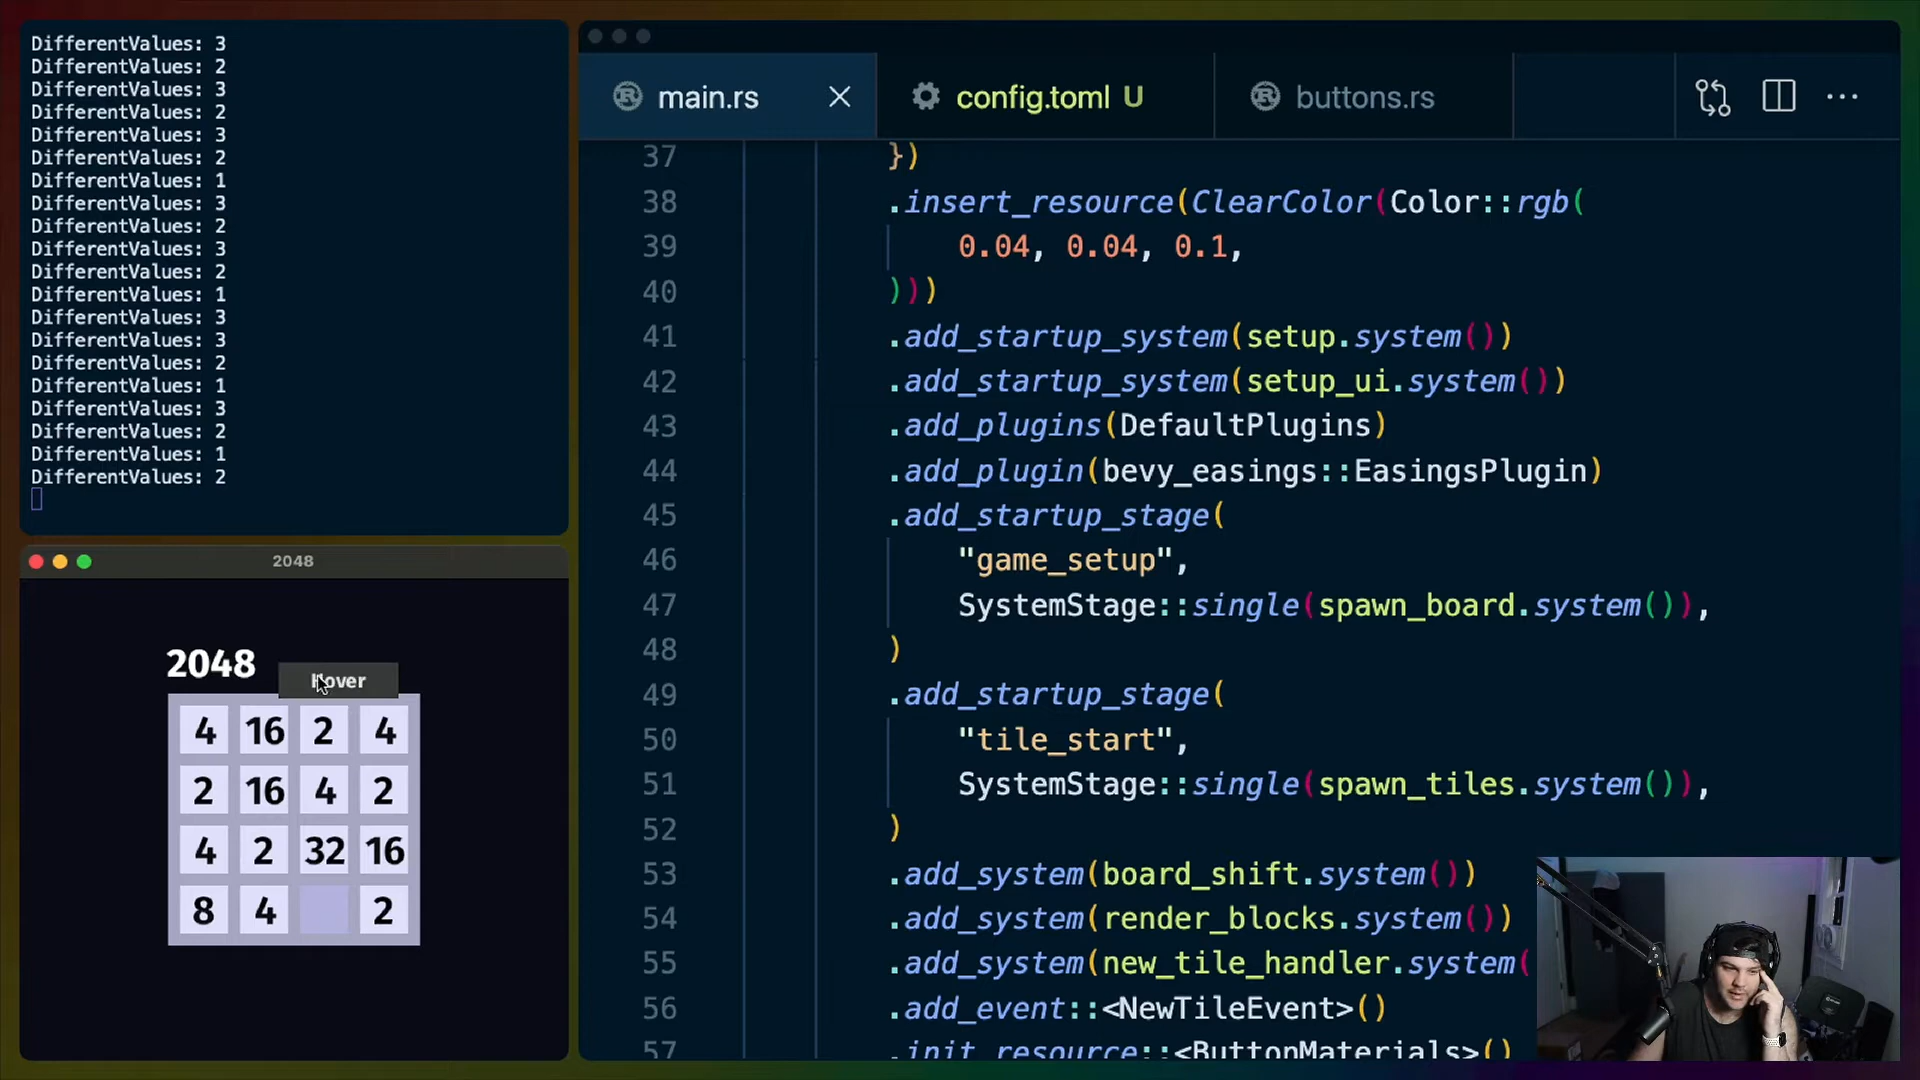 DifferentValues: 3
DifferentValues: 2
DifferentValues: 3
DifferentValues: 2
DifferentValues: 3
DifferentValues: 2
DifferentValues: 1
DifferentValues: 3
DifferentValues: 2
DifferentValues: 3
DifferentValues: 2
DifferentValues: 1
DifferentValues: 3
DifferentValues: 3
DifferentValues: 2
DifferentValues: 1
DifferentValues: 3
DifferentValues: 2
DifferentValues: 1
DifferentValues: 2
2048
2048
Hover
4 16 2 4
2 16 4 2
4 2 32 16
8 4 2
main.rs
config.toml U
buttons.rs
37 })
38 .insert_resource(ClearColor(Color::rgb(
39 0.04, 0.04, 0.1,
40 )))
41 .add_startup_system(setup.system())
42 .add_startup_system(setup_ui.system())
43 .add_plugins(DefaultPlugins)
44 .add_plugin(bevy_easings::EasingsPlugin)
45 .add_startup_stage(
46 "game_setup",
47 SystemStage::single(spawn_board.system()),
48 )
49 .add_startup_stage(
50 "tile_start",
51 SystemStage::single(spawn_tiles.system()),
52 )
53 .add_system(board_shift.system())
54 .add_system(render_blocks.system())
55 .add_system(new_tile_handler.system(
56 .add_event::<NewTileEvent>()
57 .init_resource::<ButtonMaterials>()